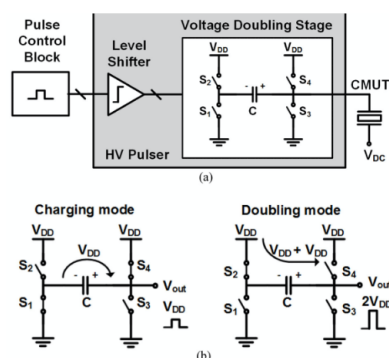 Pulse Control Block
Level Shifter
HV Pulser
Voltage Doubling Stage
V_DD
V_DD
S_2
S_1
- +
C
S_4
S_3
CMUT
V_DC
(a)
Charging mode
V_DD
V_DD
V_DD
S_2
S_1
- +
C
S_4
S_3
V_out
V_DD
Doubling mode
V_DD
V_DD
V_DD + V_DD
S_2
S_1
- +
C
S_4
S_3
V_out
2V_DD
(b)